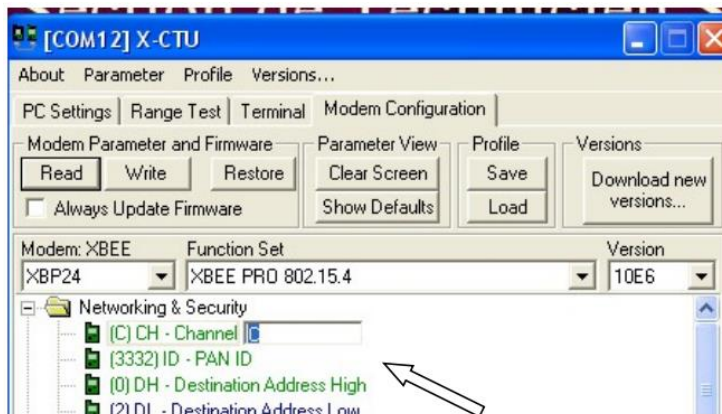 [COM12] X-CTU
About Parameter Profile Versions...
PC Settings Range Test Terminal Modem Configuration
Modem Parameter and Firmware Parameter View Profile Versions
Read Write Restore Clear Screen Save Download new versions...
Always Update Firmware Show Defaults Load
Modem: XBEE Function Set Version
XBP24 XBEE PRO 802.15.4 10E6
Networking & Security
(C) CH - Channel C
(3332) ID - PAN ID
(0) DH - Destination Address High
(2) DL - Destination Address Low